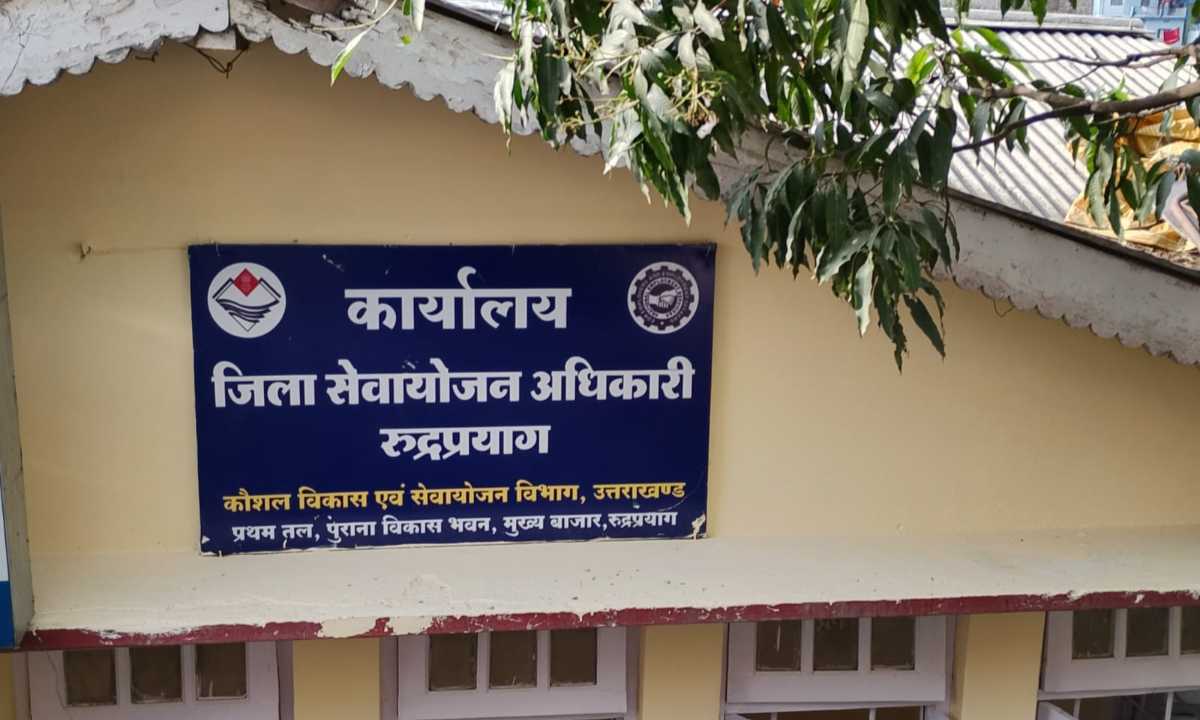 कार्यालय
जिला सेवायोजन अधिकारी
रुद्रप्रयाग
कौशल विकास एवं सेवायोजन विभाग, उत्तराखण्ड
प्रथम तल, पुराना विकास भवन, मुख्य बाजार,रुद्रप्रयाग